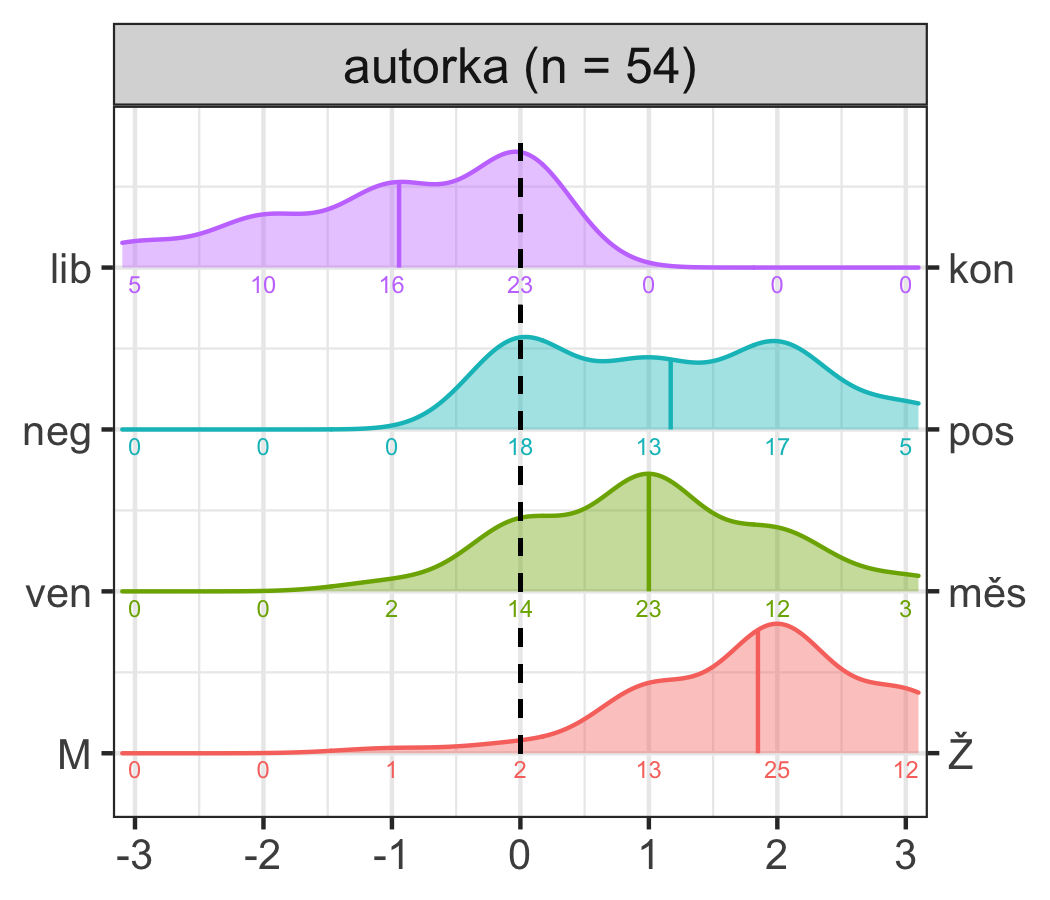 autorka (n = 54)
lib kon
5 10 16 23 0 0 0
neg pos
0 0 0 18 13 17 5
ven měs
0 0 2 14 23 12 3
M Ž
0 0 1 2 13 25 12
-3 -2 -1 0 1 2 3